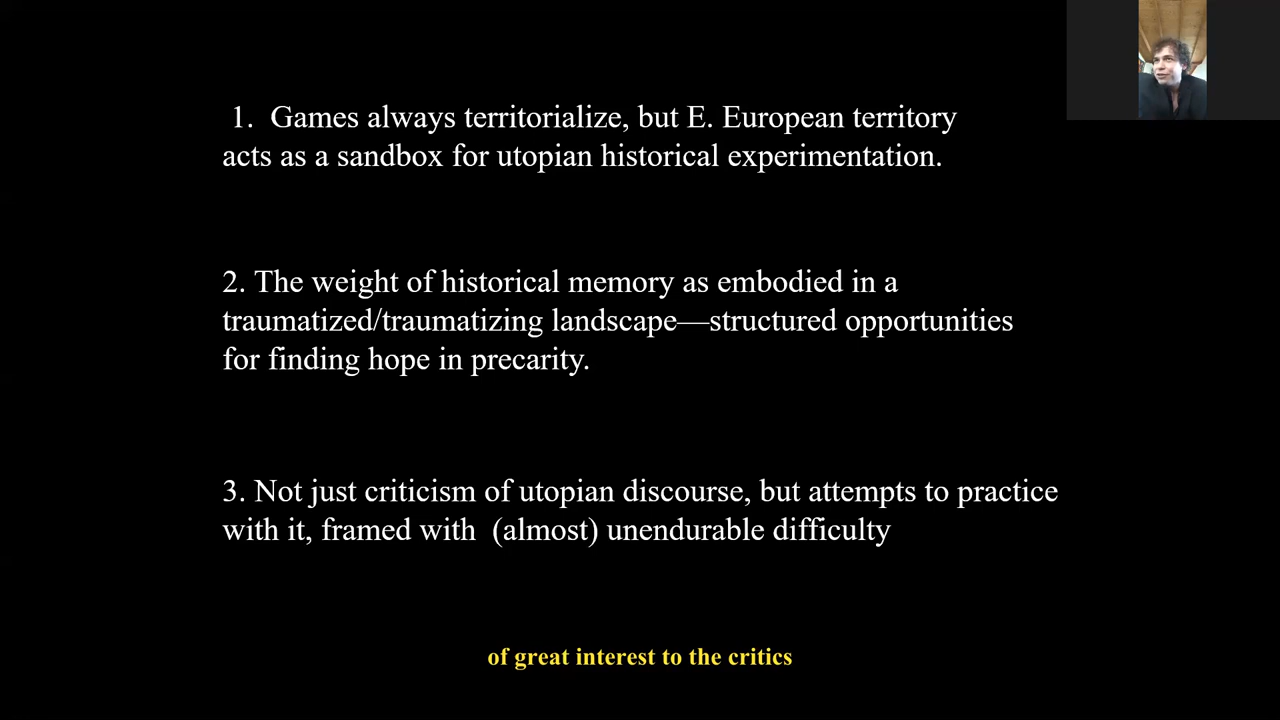 1. Games always territorialize, but E. European territory
acts as a sandbox for utopian historical experimentation.
2. The weight of historical memory as embodied in a
traumatized/traumatizing landscape—structured opportunities
for finding hope in precarity.
3. Not just criticism of utopian discourse, but attempts to practice
with it, framed with (almost) unendurable difficulty
of great interest to the critics